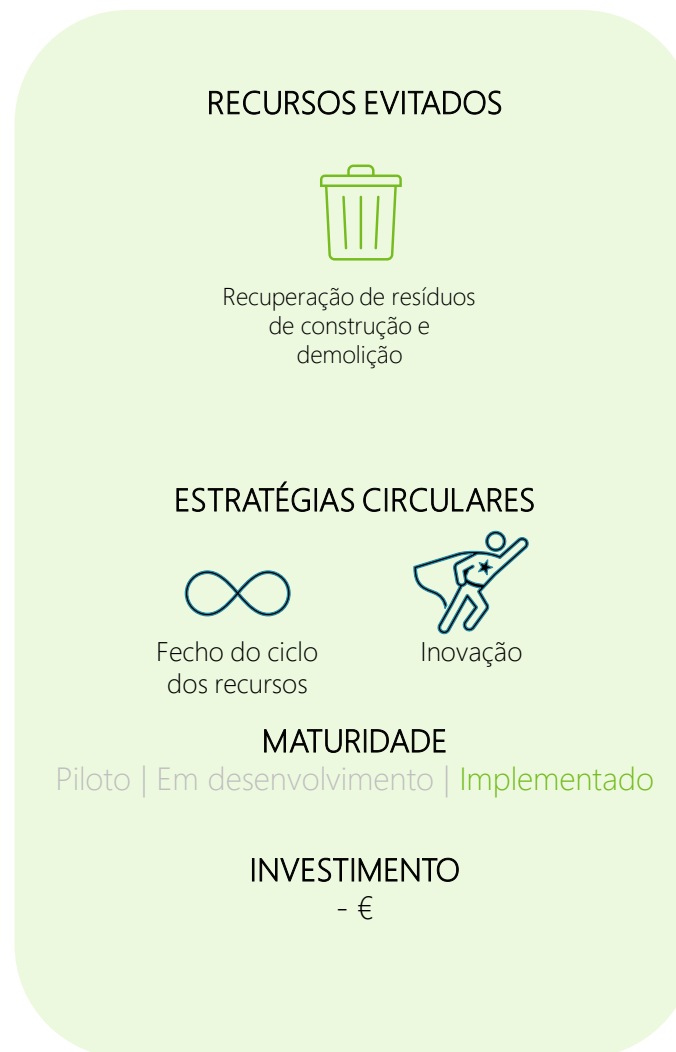 RECURSOS EVITADOS
Recuperação de resíduos
de construção e
demolição
ESTRATÉGIAS CIRCULARES
Fecho do ciclo
dos recursos
Inovação
MATURIDADE
Piloto | Em desenvolvimento | Implementado
INVESTIMENTO
- €